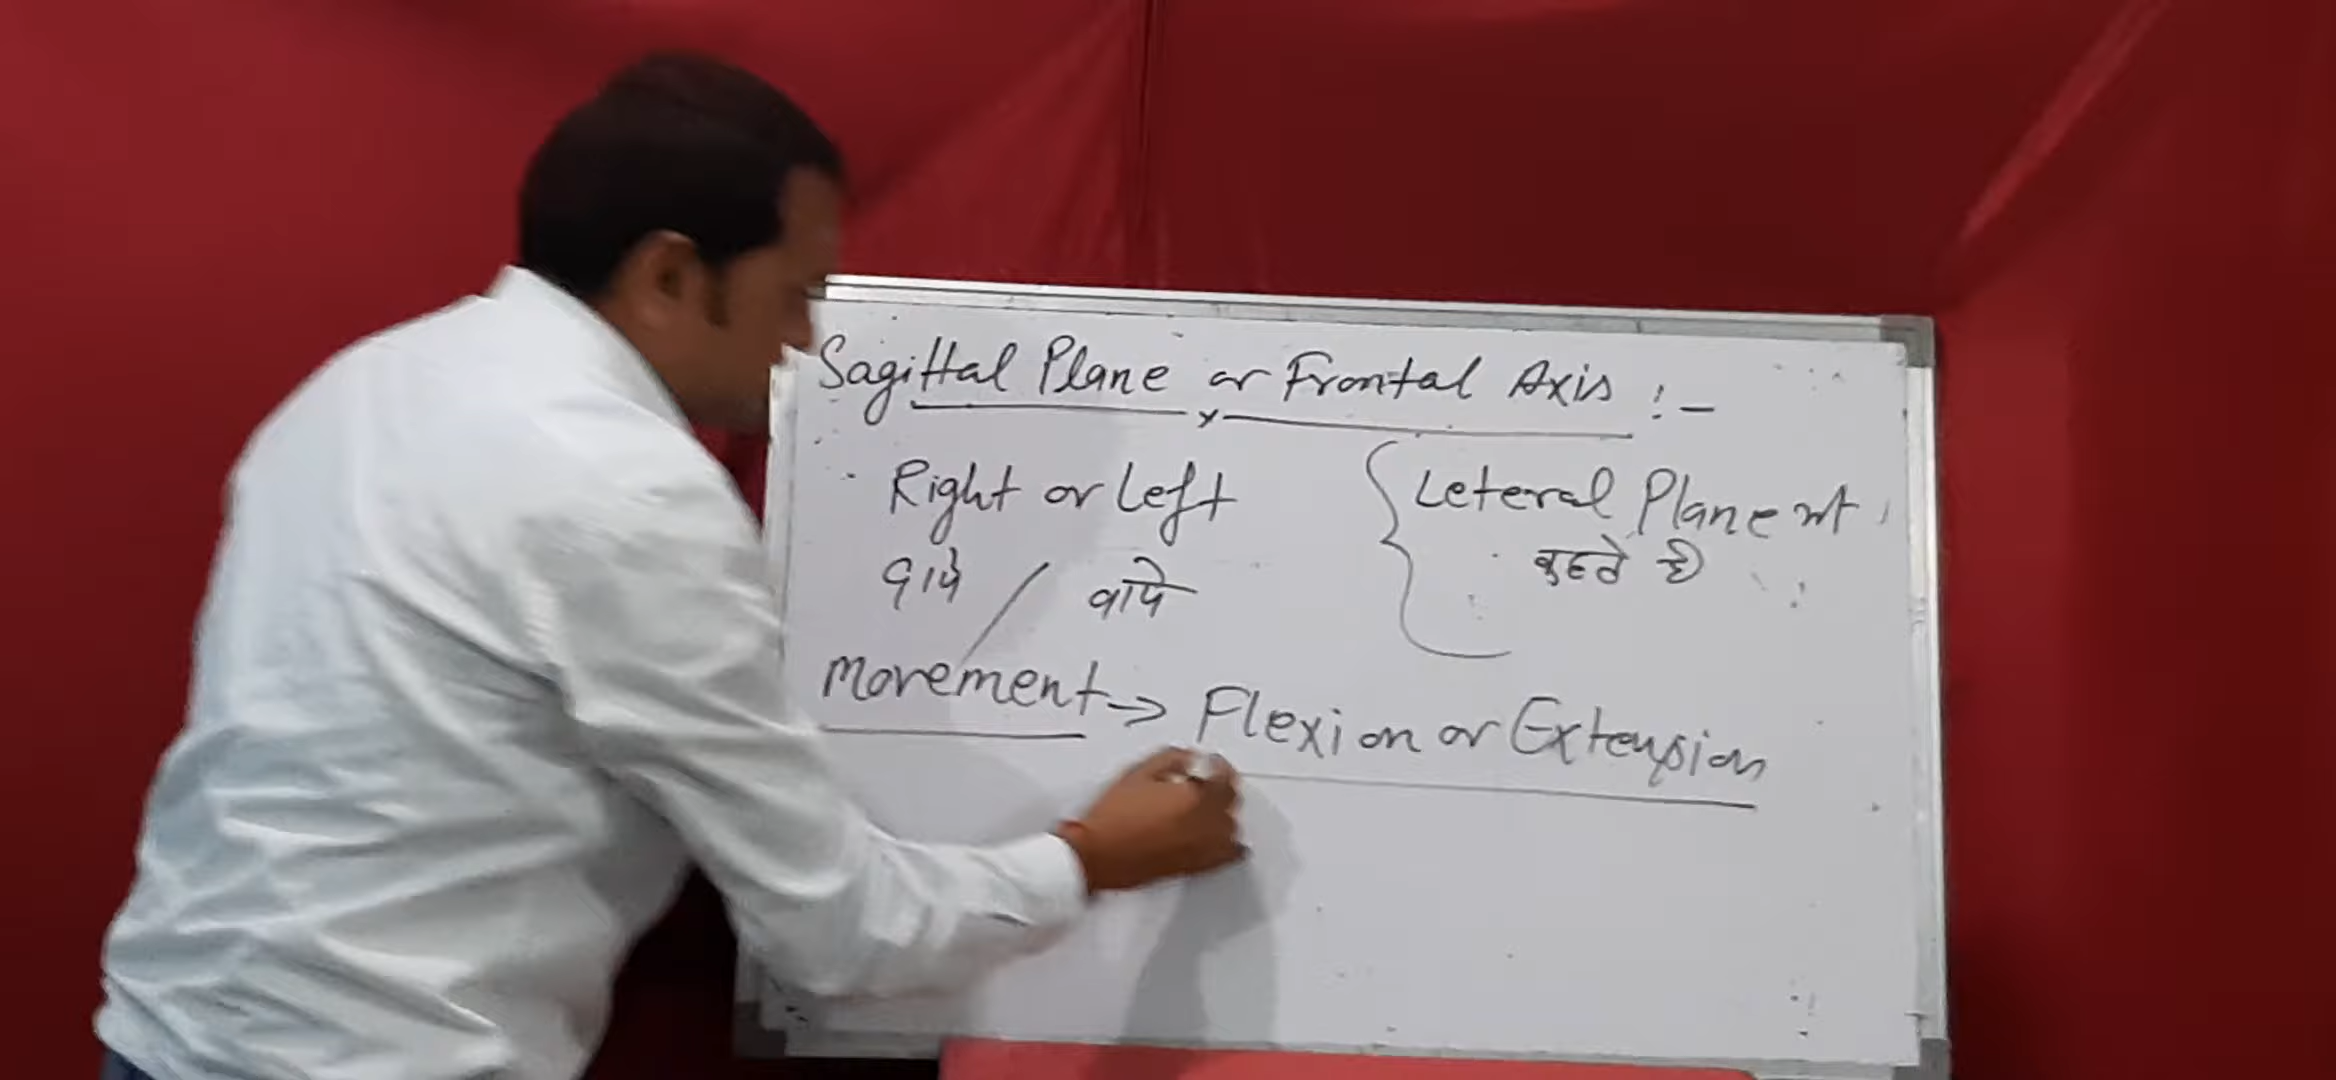 Sagittal Plane or Frontal Axis :-
Right or Left
दाये / वाये
Leteral Plane भी
कहते है
Movement -> Flexion or Extension